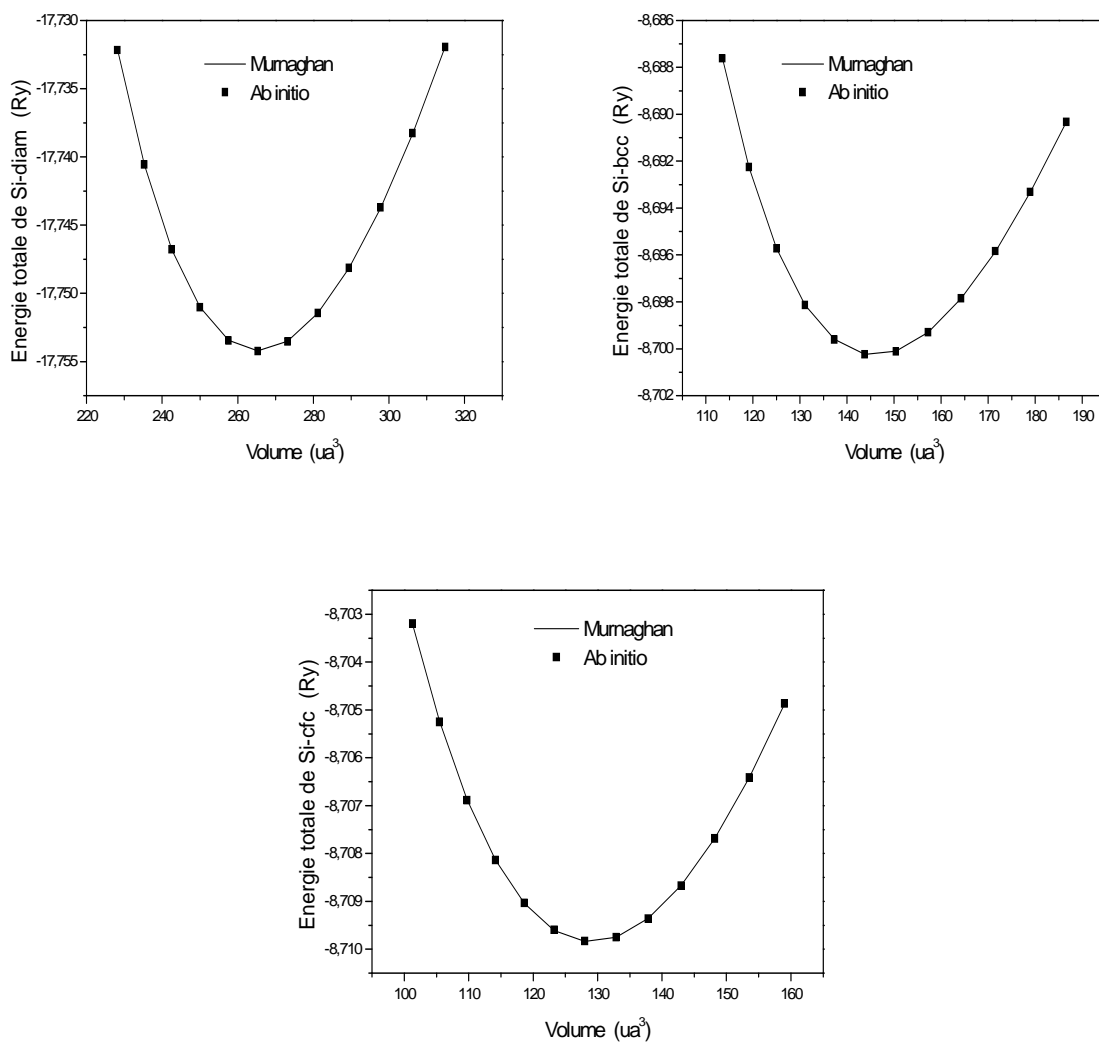 -17,730
-17,735
-17,740
-17,745
-17,750
-17,755
Energie totale de Si-diam (Ry)
Murnaghan
Ab initio
220 240 260 280 300 320
Volume (ua³)
-8,686
-8,688
-8,690
-8,692
-8,694
-8,696
-8,698
-8,700
-8,702
Energie totale de Si-bcc (Ry)
Murnaghan
Ab initio
110 120 130 140 150 160 170 180 190
Volume (ua³)
-8,703
-8,704
-8,705
-8,706
-8,707
-8,708
-8,709
-8,710
Energie totale de Si-cfc (Ry)
Murnaghan
Ab initio
100 110 120 130 140 150 160
Volume (ua³)